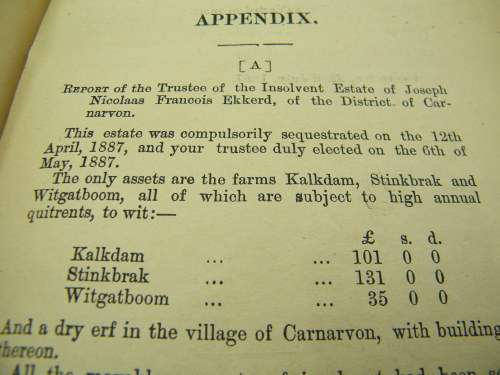 APPENDIX.
[A]
REPORT of the Trustee of the Insolvent Estate of Joseph
Nicolaas Francois Ekkerd, of the District of Car-
narvon.
This estate was compulsorily sequestrated on the 12th
April, 1887, and your trustee duly elected on the 6th of
May, 1887.
The only assets are the farms Kalkdam, Stinkbrak and
Witgatboom, all of which are subject to high annual
quitrents, to wit:—
£ s. d.
Kalkdam ... ... 101 0 0
Stinkbrak ... ... 131 0 0
Witgatboom ... ... 35 0 0
And a dry erf in the village of Carnarvon, with building
thereon.
All the